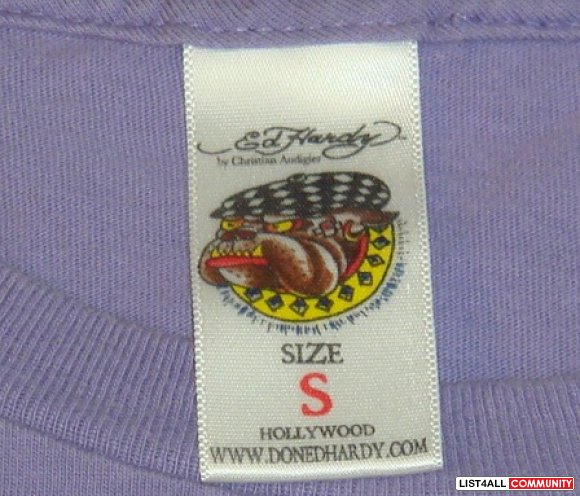 Ed Hardy
by Christian Audigier
SIZE
S
HOLLYWOOD
WWW.DONEDHARDY.COM
LIST4ALL COMMUNITY